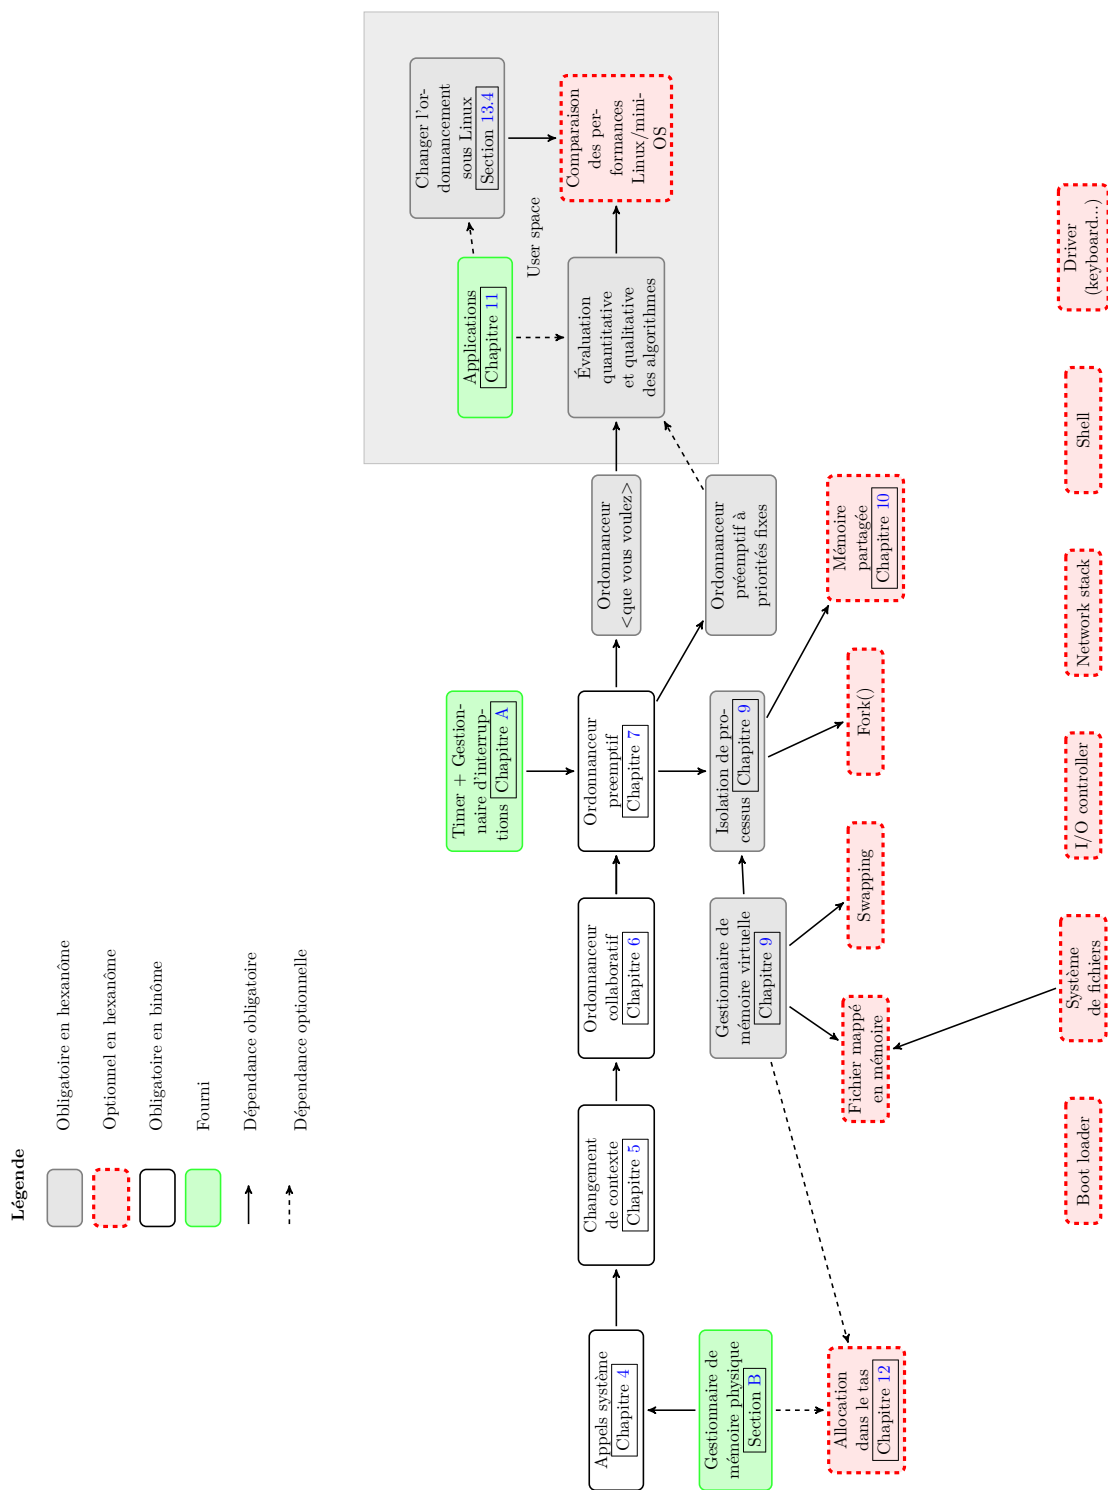 Légende
Obligatoire en hexanôme
Optionnel en hexanôme
Obligatoire en binôme
Fourni
Dépendance obligatoire
Dépendance optionnelle
Timer + Gestion-
naire d'interrup-
tions Chapitre A
Applications
Chapitre 11
Changer l'or-
donnancement
sous Linux
Section 13.4
User space
Appels système
Chapitre 4
Changement
de contexte
Chapitre 5
Ordonnanceur
collaboratif
Chapitre 6
Ordonnanceur
preemptif
Chapitre 7
Ordonnanceur
<que vous voulez>
Évaluation
quantitative
et qualitative
des algorithmes
Comparaison
des per-
formances
Linux/mini-
OS
Gestionnaire de
mémoire physique
Section B
Gestionnaire de
mémoire virtuelle
Chapitre 9
Isolation de pro-
cessus Chapitre 9
Ordonnanceur
préemptif à
priorités fixes
Allocation
dans le tas
Chapitre 12
Fichier mappé
en mémoire
Swapping
Fork()
Mémoire
partagée
Chapitre 10
Boot loader
Système
de fichiers
I/O controller
Network stack
Shell
Driver
(keyboard...)